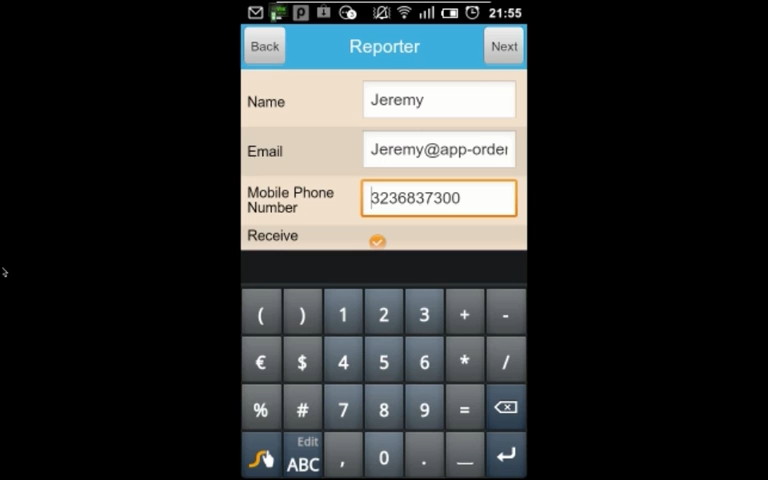 21:55
Back
Reporter
Next
Name
Jeremy
Email
Jeremy@app-order
Mobile Phone
Number
3236837300
Receive
( ) 1 2 3 + -
€ $ 4 5 6 * /
% # 7 8 9 =
Edit
ABC , 0 . _